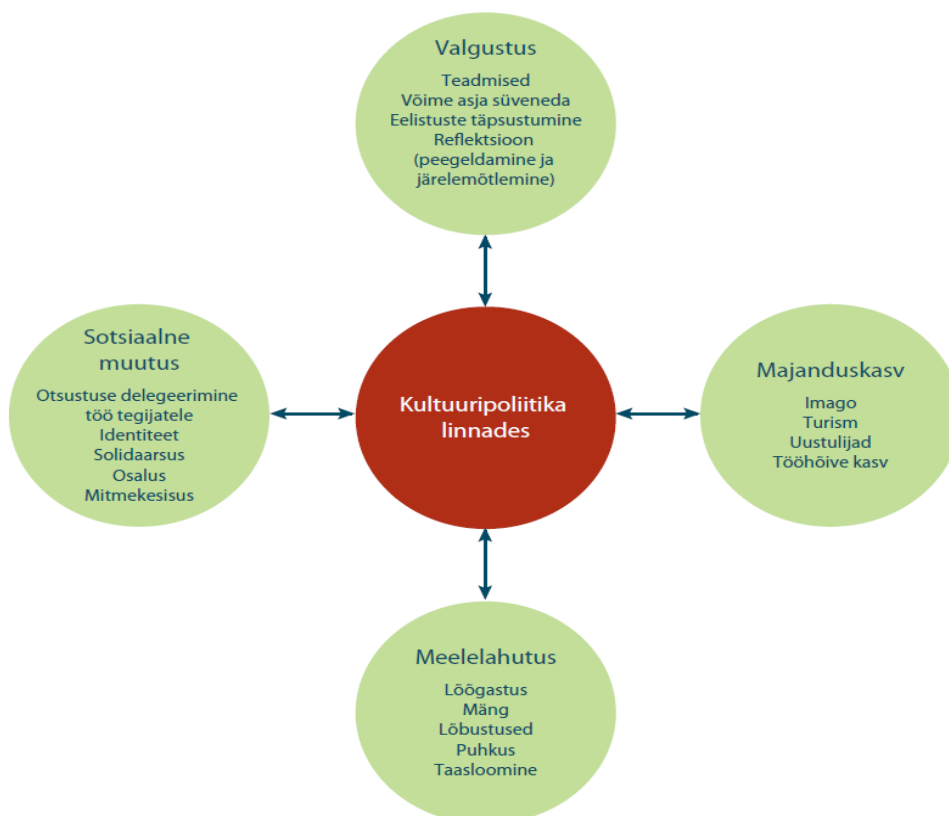 Valgustus
Teadmised
Võime asja süveneda
Eelistuste täpsustumine
Reflektsioon
(peegeldamine ja
järelemõtlemine)
Sotsiaalne
muutus
Otsustuse delegeerimine
töö tegijatele
Identiteet
Solidaarsus
Osalus
Mitmekesisus
Kultuuripoliitika
linnades
Majanduskasv
Imago
Turism
Uustulijad
Tööhõive kasv
Meelelahutus
Lõõgastus
Mäng
Lõbustused
Puhkus
Taasloomine